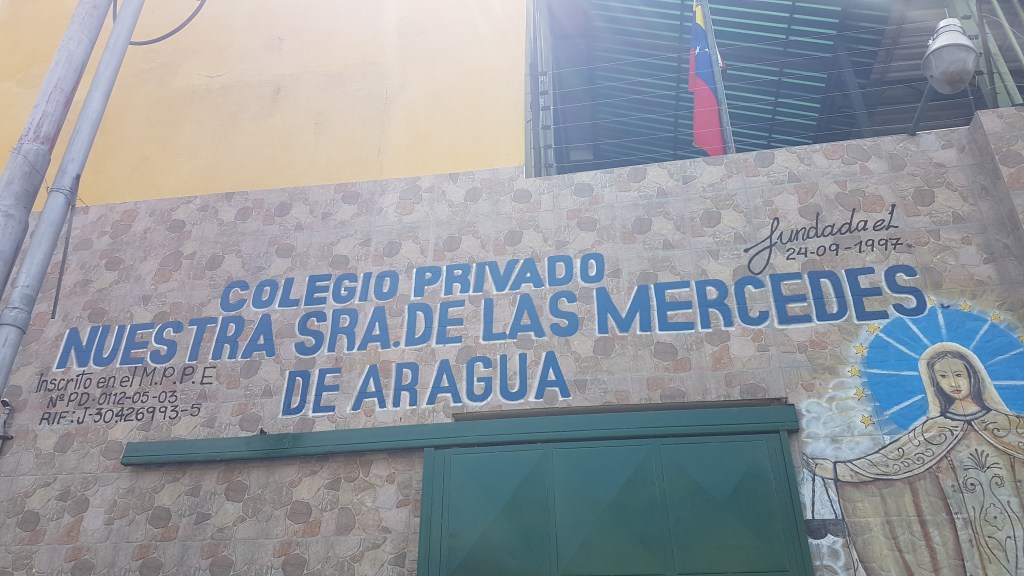 Fundada el
24-09-1997
COLEGIO PRIVADO
NUESTRA SRA. DE LAS MERCEDES
DE ARAGUA
Inscrito en el M.P.P.E
Nº PD-0112-05-03
RIF: J-30426993-5